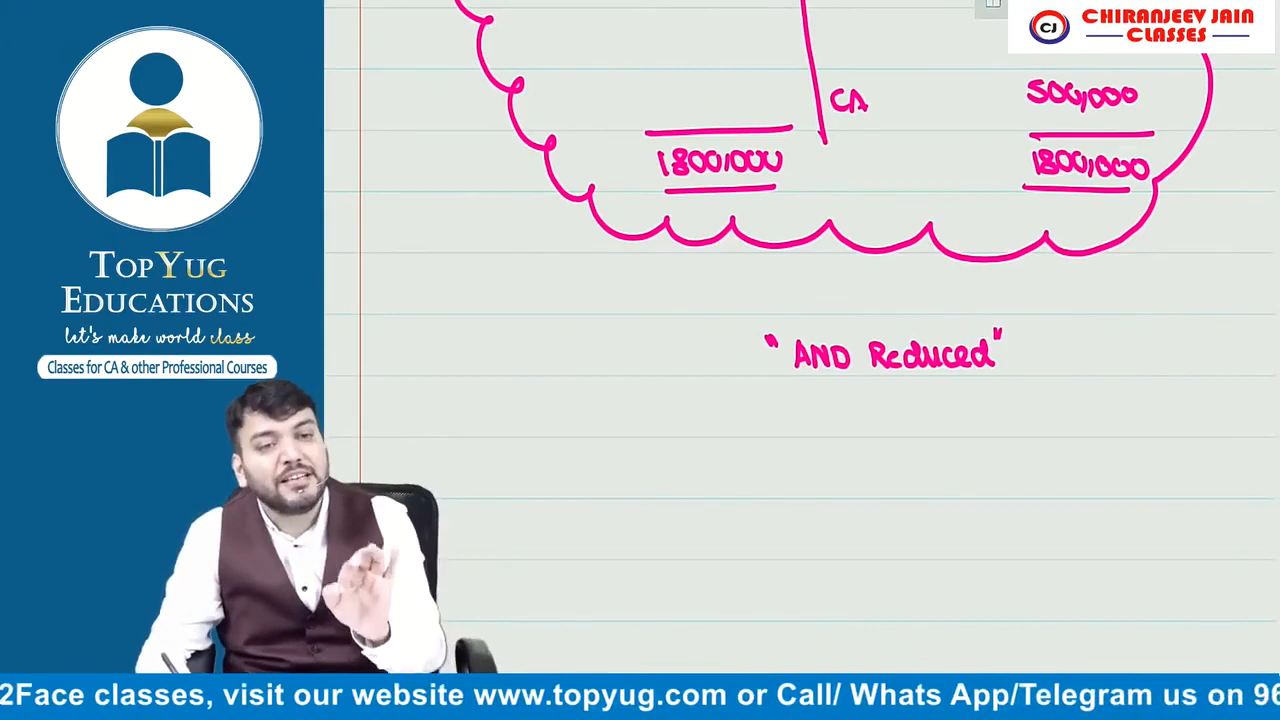 CJ
CHIRANJEEV JAIN
CLASSES
CA
500,000
1800,000
1800,000
TOPYUG
EDUCATIONS
let's make world class
Classes for CA & other Professional Courses
"AND Reduced"
2Face classes, visit our website www.topyug.com or Call/ Whats App/Telegram us on 96